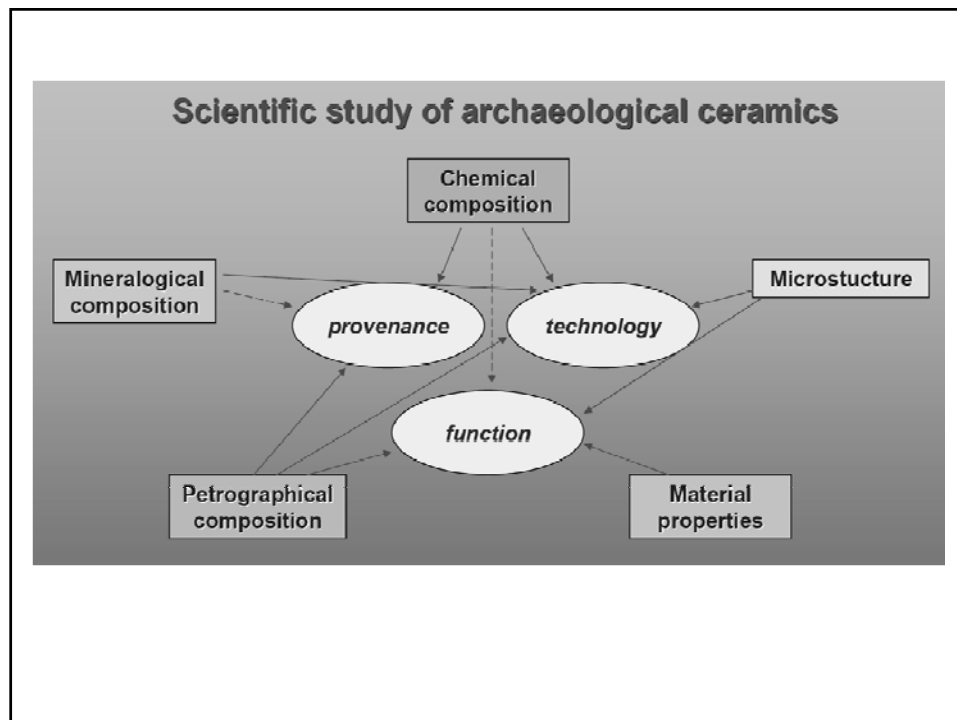 Scientific study of archaeological ceramics
Chemical
composition
Mineralogical
composition
Microstucture
provenance
technology
function
Petrographical
composition
Material
properties